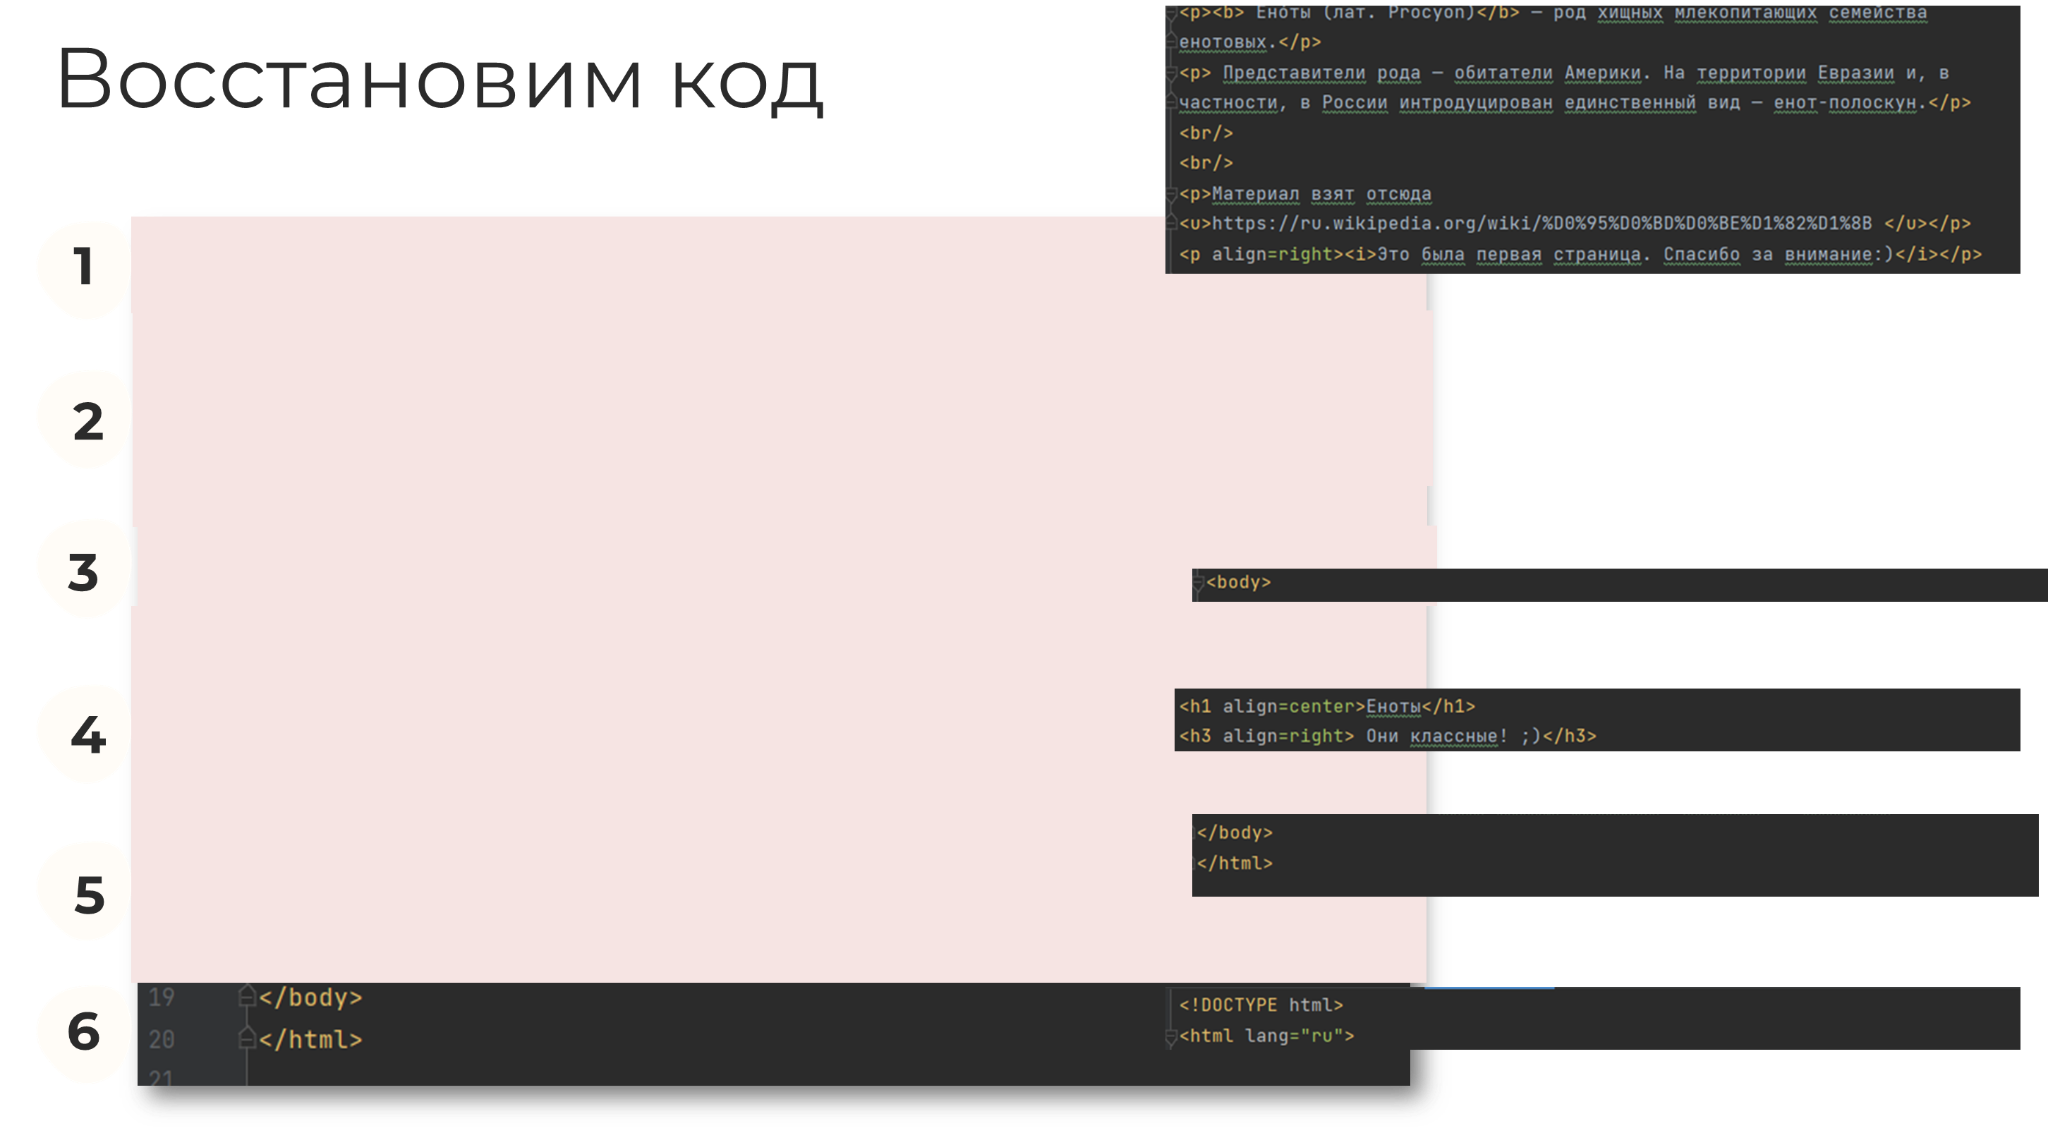 Восстановим код
<p><b> Ено́ты (лат. Procyon)</b> — род хищных млекопитающих семейства
енотовых.</p>
<p> Представители рода — обитатели Америки. На территории Евразии и, в
частности, в России интродуцирован единственный вид — енот-полоскун.</p>
<br/>
<br/>
<p>Материал взят отсюда
<u>https://ru.wikipedia.org/wiki/%D0%95%D0%BD%D0%BE%D1%82%D1%8B </u></p>
<p align=right><i>Это была первая страница. Спасибо за внимание:)</i></p>
1
2
3
<body>
4
<h1 align=center>Еноты</h1>
<h3 align=right> Они классные! ;)</h3>
</body>
</html>
5
6
19 </body>
20 </html>
21
<!DOCTYPE html>
<html lang="ru">